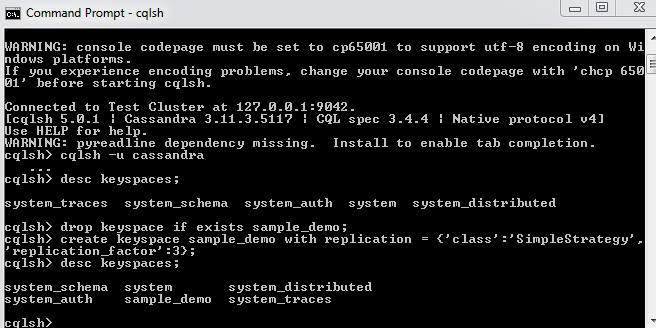 Command Prompt - cqlsh
WARNING: console codepage must be set to cp65001 to support utf-8 encoding on Wi
ndows platforms.
If you experience encoding problems, change your console codepage with 'chcp 650
01' before starting cqlsh.
Connected to Test Cluster at 127.0.0.1:9042.
[cqlsh 5.0.1 | Cassandra 3.11.3.5117 | CQL spec 3.4.4 | Native protocol v4]
Use HELP for help.
WARNING: pyreadline dependency missing.  Install to enable tab completion.
cqlsh> cqlsh -u cassandra
   ...
cqlsh> desc keyspaces;
system_traces  system_schema  system_auth  system  system_distributed
cqlsh> drop keyspace if exists sample_demo;
cqlsh> create keyspace sample_demo with replication = {'class':'SimpleStrategy',
'replication_factor':3};
cqlsh> desc keyspaces;
system_schema  system       system_distributed
system_auth    sample_demo  system_traces
cqlsh>